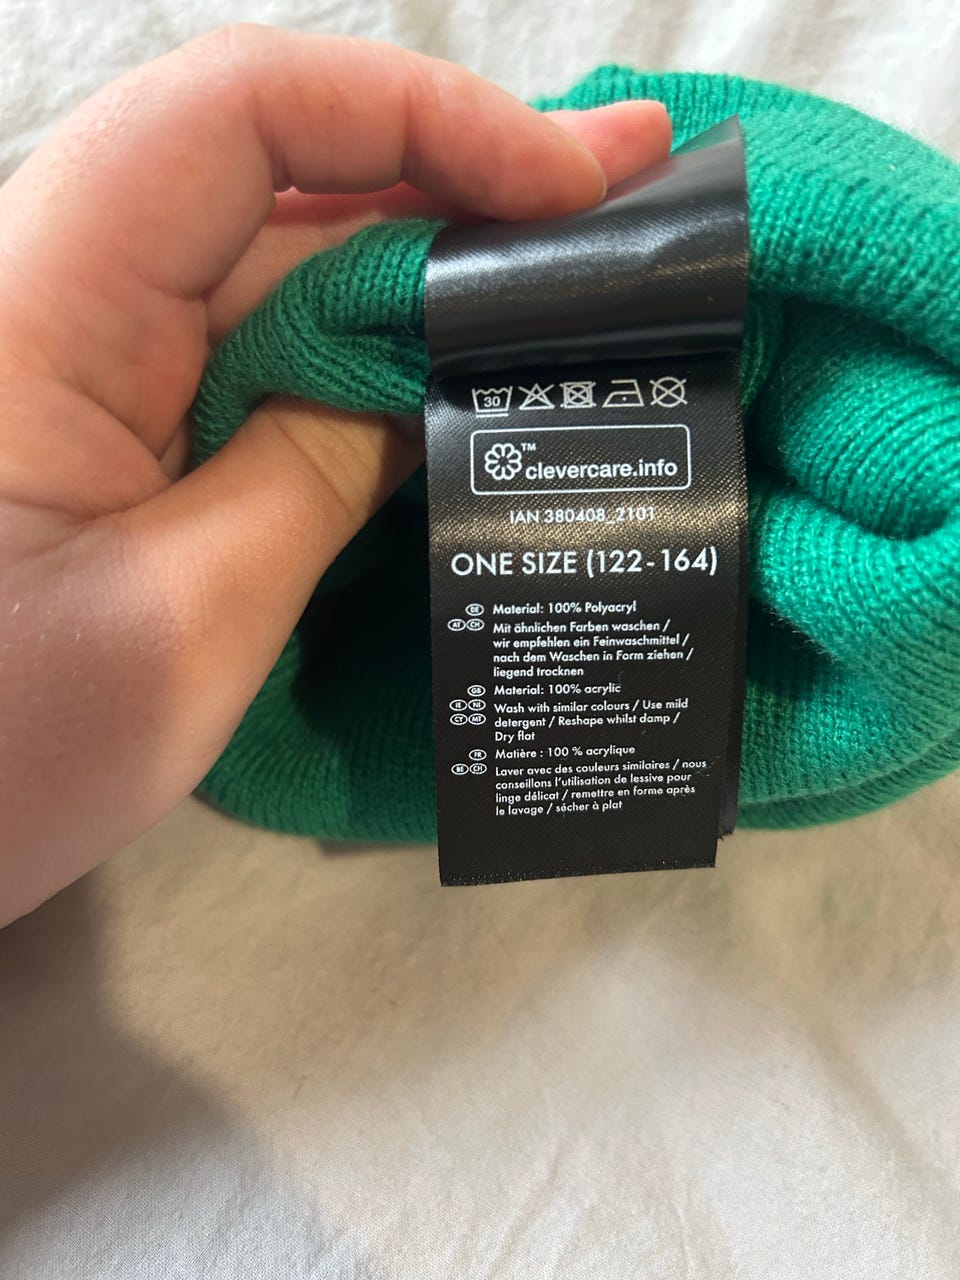 30
™
clevercare.info
IAN 380408_2101
ONE SIZE (122-164)
DE Material: 100% Polyacryl
AT CH Mit ähnlichen Farben waschen /
wir empfehlen ein Feinwaschmittel /
nach dem Waschen in Form ziehen /
liegend trocknen
GB Material: 100% acrylic
IE NI Wash with similar colours / Use mild
CY MT detergent / Reshape whilst damp /
Dry flat
FR Matière : 100 % acrylique
BE CH Laver avec des couleurs similaires / nous
conseillons l'utilisation de lessive pour
linge délicat / remettre en forme après
le lavage / sécher à plat